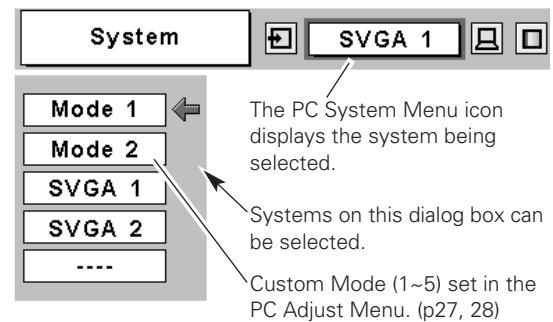 System
SVGA 1
Mode 1
Mode 2
SVGA 1
SVGA 2
----
The PC System Menu icon
displays the system being
selected.
Systems on this dialog box can
be selected.
Custom Mode (1~5) set in the
PC Adjust Menu. (p27, 28)